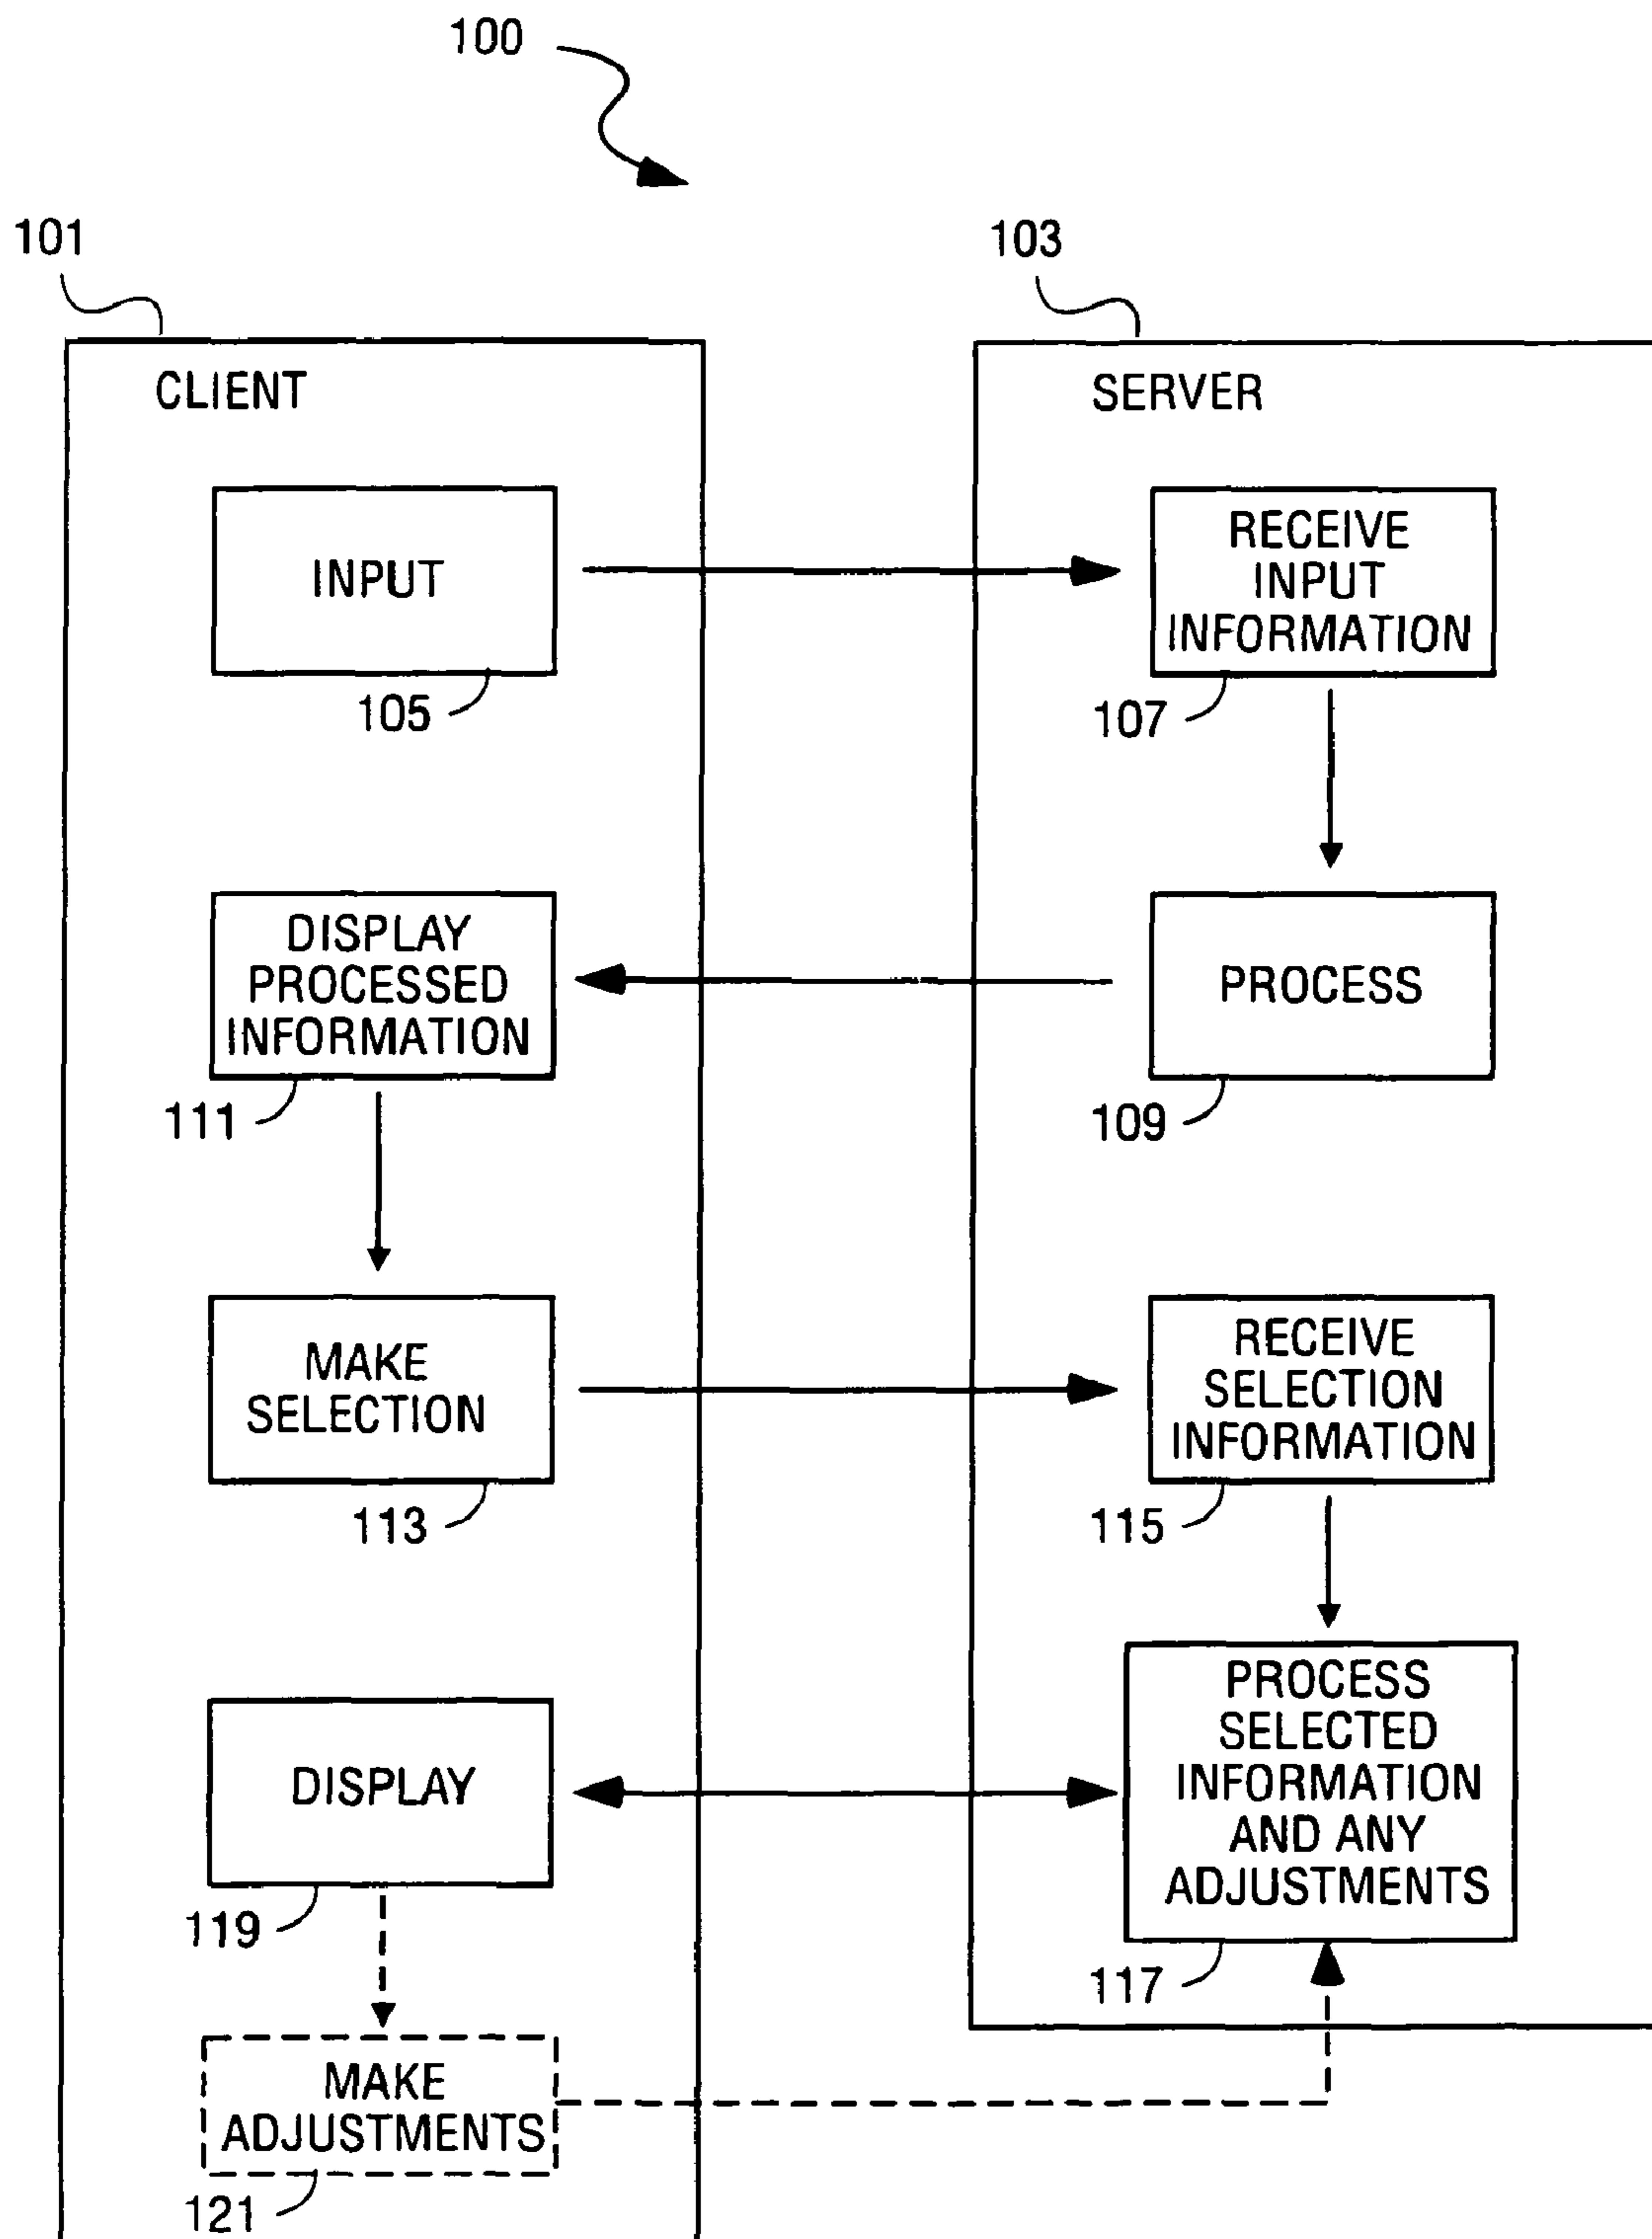 100
101
103
CLIENT
SERVER
INPUT
105
RECEIVE
INPUT
INFORMATION
107
DISPLAY
PROCESSED
INFORMATION
111
PROCESS
109
MAKE
SELECTION
113
RECEIVE
SELECTION
INFORMATION
115
DISPLAY
119
PROCESS
SELECTED
INFORMATION
AND ANY
ADJUSTMENTS
117
MAKE
ADJUSTMENTS
121